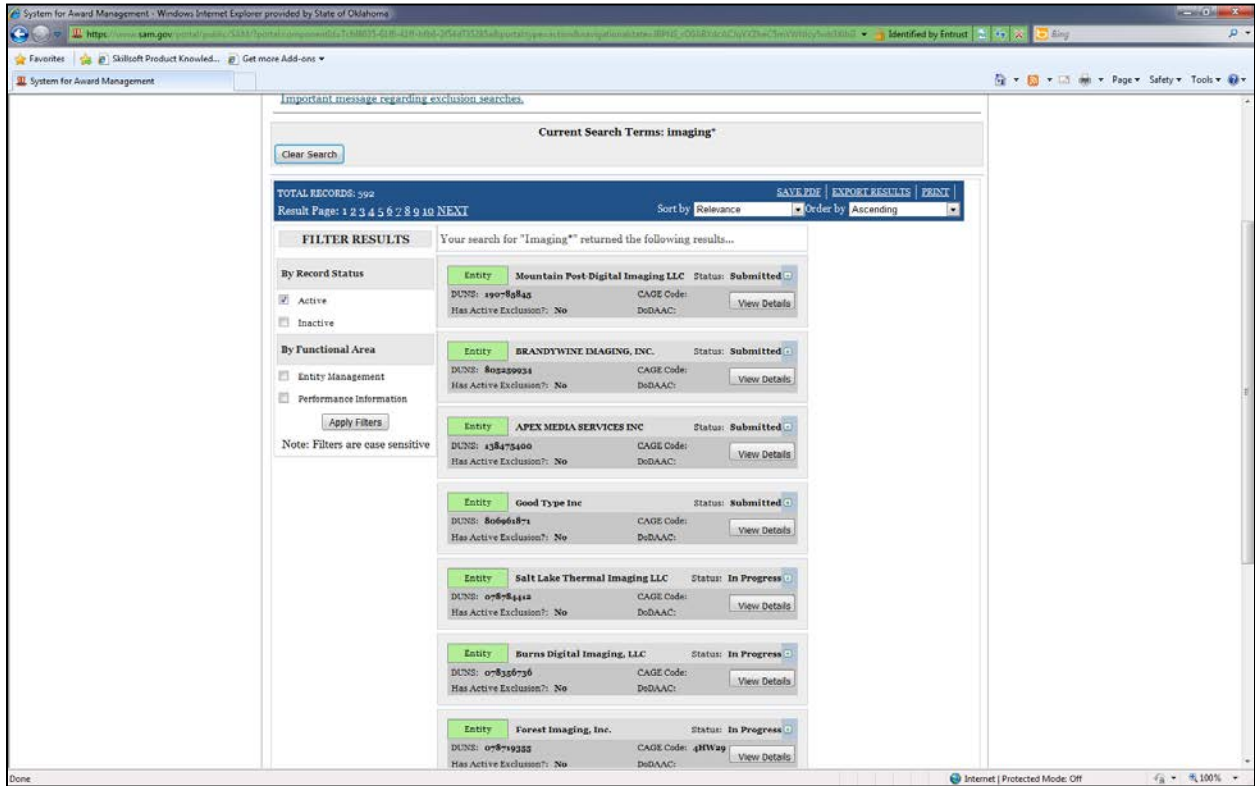 System for Award Management - Windows Internet Explorer provided by State of Oklahoma
Identified by Entrust
Bing
Favorites Skillsoft Product Knowled... Get more Add-ons
System for Award Management
Page Safety Tools
Important message regarding exclusion searches.
Current Search Terms: imaging*
Clear Search
TOTAL RECORDS: 592
SAVE PDF | EXPORT RESULTS | PRINT |
Result Page: 1 2 3 4 5 6 7 8 9 10 NEXT
Sort by Relevance Order by Ascending
FILTER RESULTS
Your search for "Imaging*" returned the following results...
By Record Status
Active
Inactive
By Functional Area
Entity Management
Performance Information
Apply Filters
Note: Filters are case sensitive
Entity Mountain Post Digital Imaging LLC Status: Submitted
DUNS: 190785845 CAGE Code:
Has Active Exclusion?: No DoDAAC:
View Details
Entity BRANDYWINE IMAGING, INC. Status: Submitted
DUNS: 805259934 CAGE Code:
Has Active Exclusion?: No DoDAAC:
View Details
Entity APEX MEDIA SERVICES INC Status: Submitted
DUNS: 138475400 CAGE Code:
Has Active Exclusion?: No DoDAAC:
View Details
Entity Good Type Inc Status: Submitted
DUNS: 806961871 CAGE Code:
Has Active Exclusion?: No DoDAAC:
View Details
Entity Salt Lake Thermal Imaging LLC Status: In Progress
DUNS: 078784412 CAGE Code:
Has Active Exclusion?: No DoDAAC:
View Details
Entity Burns Digital Imaging, LLC Status: In Progress
DUNS: 078356736 CAGE Code:
Has Active Exclusion?: No DoDAAC:
View Details
Entity Forest Imaging, Inc. Status: In Progress
DUNS: 078719355 CAGE Code: 4HW29
Has Active Exclusion?: No DoDAAC:
View Details
Done
Internet | Protected Mode: Off
100%